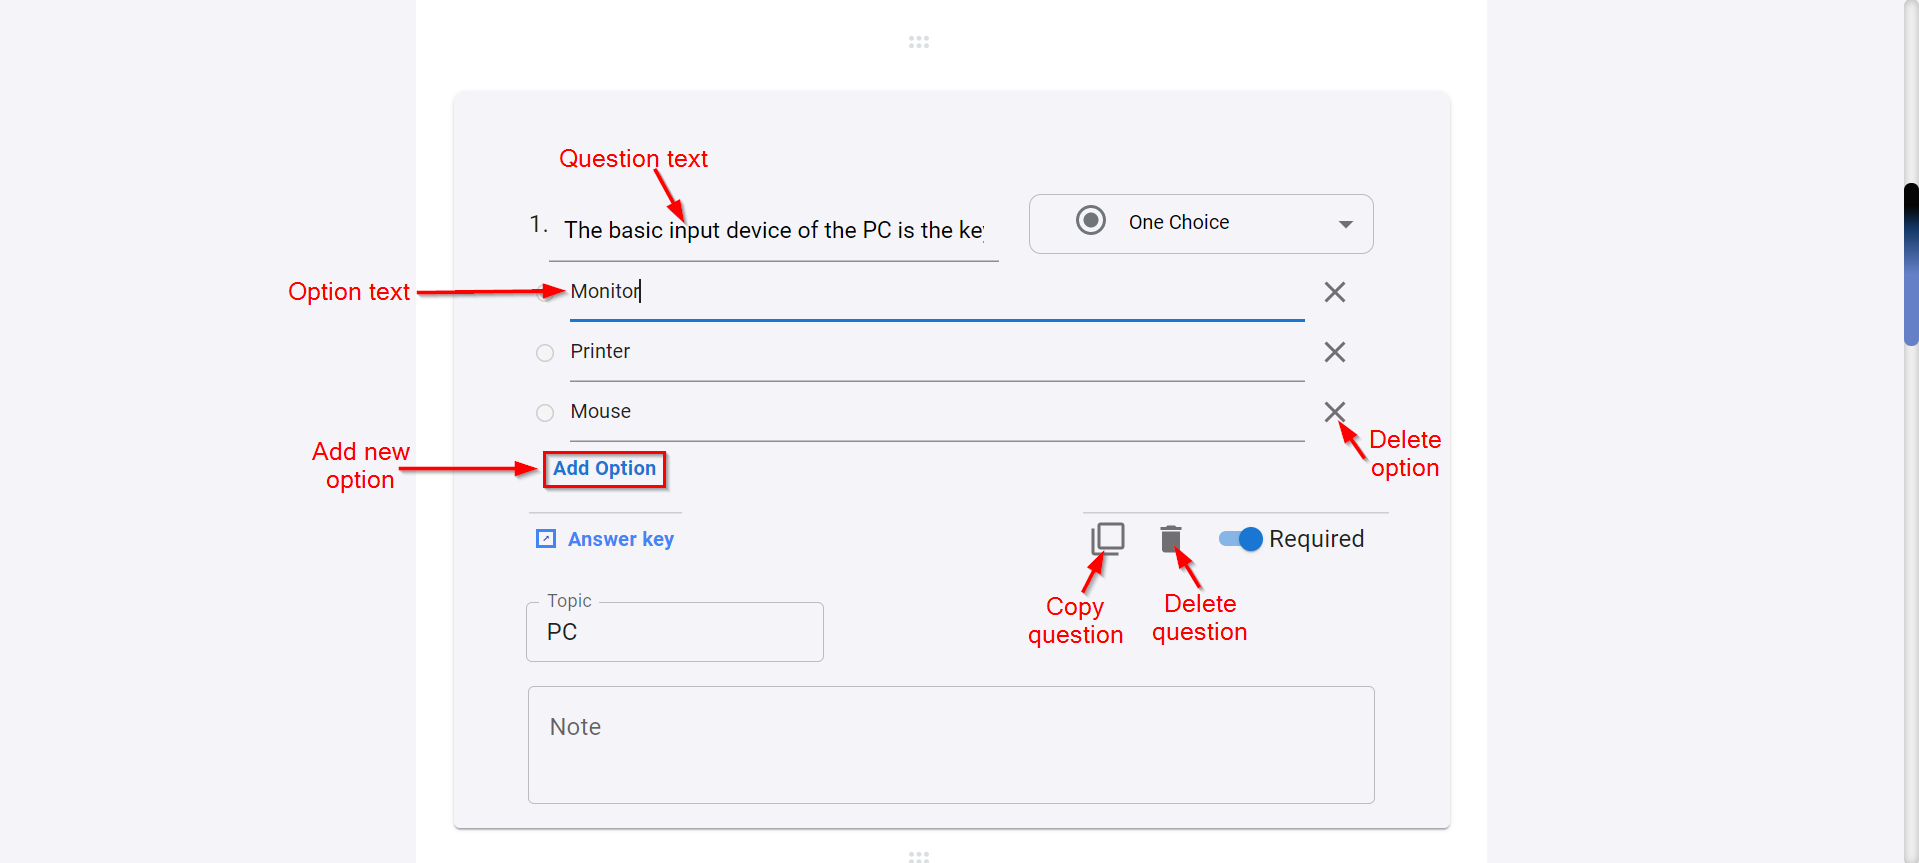 Question text
1. The basic input device of the PC is the key
One Choice
Option text
Monitor
Printer
Mouse
Delete
option
Add new
option
Add Option
Answer key
Required
Copy
question
Delete
question
Topic
PC
Note